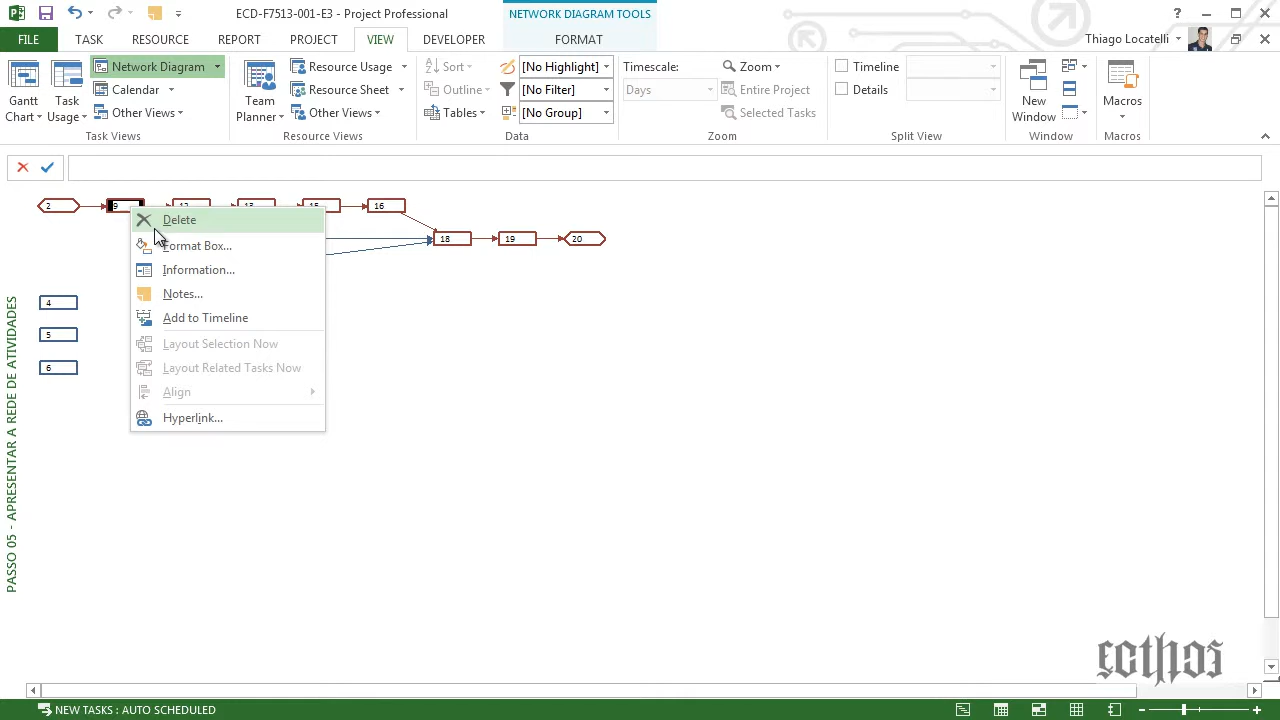 ECD-F7513-001-E3 - Project Professional
NETWORK DIAGRAM TOOLS
?
FILE
TASK
RESOURCE
REPORT
PROJECT
VIEW
DEVELOPER
FORMAT
Thiago Locatelli
Gantt
Chart
Task
Usage
Network Diagram
Calendar
Other Views
Task Views
Team
Planner
Resource Usage
Resource Sheet
Other Views
Resource Views
Sort
Outline
Tables
[No Highlight]
[No Filter]
[No Group]
Data
Timescale:
Days
Zoom
Entire Project
Selected Tasks
Zoom
Timeline
Details
Split View
New
Window
Window
Macros
Macros
2
9
12
13
15
16
18
19
20
4
5
6
Delete
Format Box...
Information...
Notes...
Add to Timeline
Layout Selection Now
Layout Related Tasks Now
Align
Hyperlink...
PASSO 05 - APRESENTAR A REDE DE ATIVIDADES
ecthos
NEW TASKS : AUTO SCHEDULED